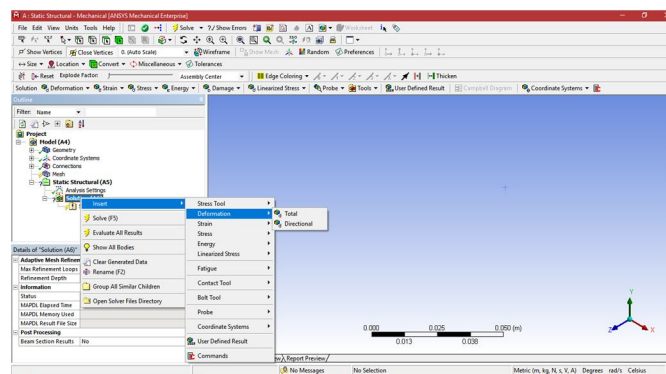 A : Static Structural - Mechanical [ANSYS Mechanical Enterprise]
File Edit View Units Tools Help Solve ?/ Show Errors Worksheet
Show Vertices Close Vertices 0. (Auto Scale) Wireframe Show Mesh Random Preferences
Size Location Convert Miscellaneous Tolerances
Reset Explode Factor: Assembly Center Edge Coloring Thicken
Solution Deformation Strain Stress Energy Damage Linearized Stress Probe Tools User Defined Result Campbell Diagram Coordinate Systems
Outline
Filter: Name
Project
Model (A4)
Geometry
Coordinate Systems
Connections
Mesh
Static Structural (A5)
Analysis Settings
Insert
Solve (F5)
Evaluate All Results
Show All Bodies
Clear Generated Data
Rename (F2)
Group All Similar Children
Open Solver Files Directory
Stress Tool
Deformation
Strain
Stress
Energy
Linearized Stress
Fatigue
Contact Tool
Bolt Tool
Probe
Coordinate Systems
User Defined Result
Commands
Total
Directional
Details of "Solution (A6)"
Adaptive Mesh Refinem
Max Refinement Loops
Refinement Depth
Information
Status
MAPDL Elapsed Time
MAPDL Memory Used
MAPDL Result File Size
Post Processing
Beam Section Results No
0.000 0.025 0.050 (m)
0.013 0.038
Y
Z X
Report Preview
No Messages No Selection Metric (m, kg, N, s, V, A) Degrees rad/s Celsius